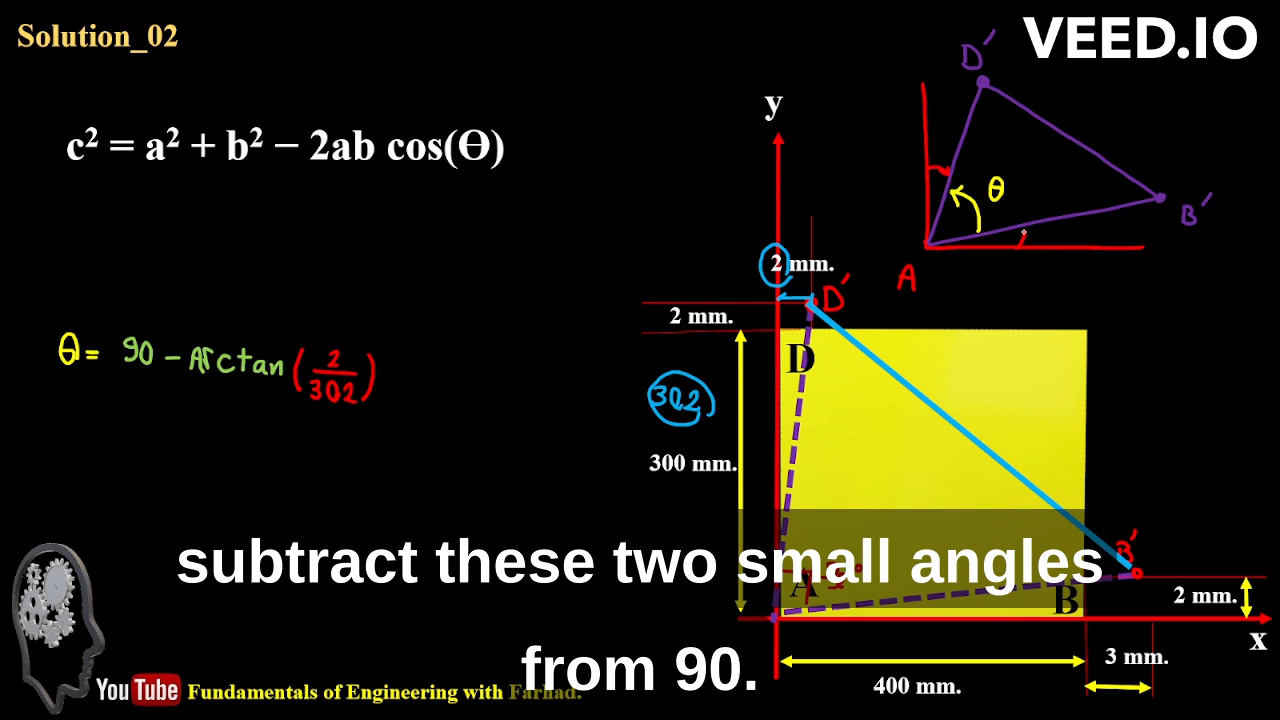 Solution_02
VEED.IO
c² = a² + b² − 2ab cos(Ɵ)
y
D′
θ
B′
A
2 mm.
D′
2 mm.
D
θ = 90 - Arctan (2/302)
302
300 mm.
subtract these two small angles
B′
A
B
2 mm.
x
from 90.
3 mm.
400 mm.
YouTube Fundamentals of Engineering with Farhad.